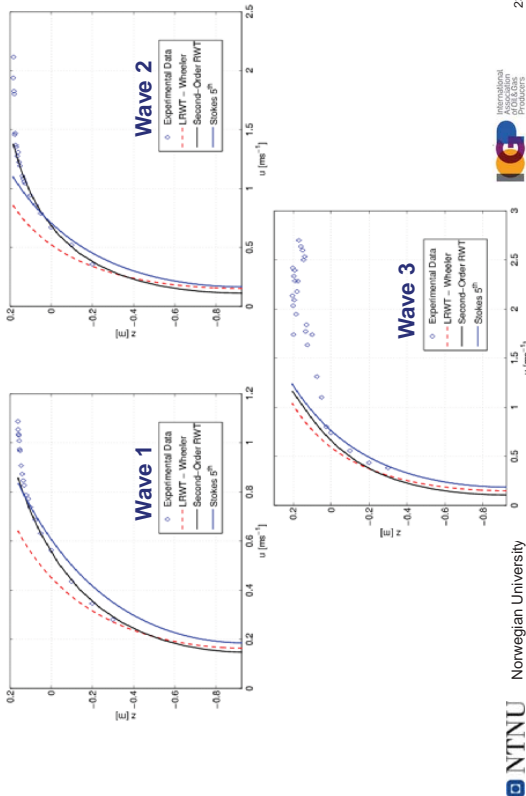 Wave 1
Experimental Data
LRWT – Wheeler
Second–Order RWT
Stokes 5th
z [m]
0.2
0
−0.2
−0.4
−0.6
−0.8
0
0.2
0.4
0.6
0.8
1
1.2
u [ms⁻¹]
Wave 2
Experimental Data
LRWT – Wheeler
Second–Order RWT
Stokes 5th
z [m]
0.2
0
−0.2
−0.4
−0.6
−0.8
0
0.5
1
1.5
2
2.5
u [ms⁻¹]
Wave 3
Experimental Data
LRWT – Wheeler
Second–Order RWT
Stokes 5th
z [m]
0.2
0
−0.2
−0.4
−0.6
−0.8
0
0.5
1
1.5
2
2.5
3
NTNU
Norwegian University
IOGP
International
Association
of Oil & Gas
Producers